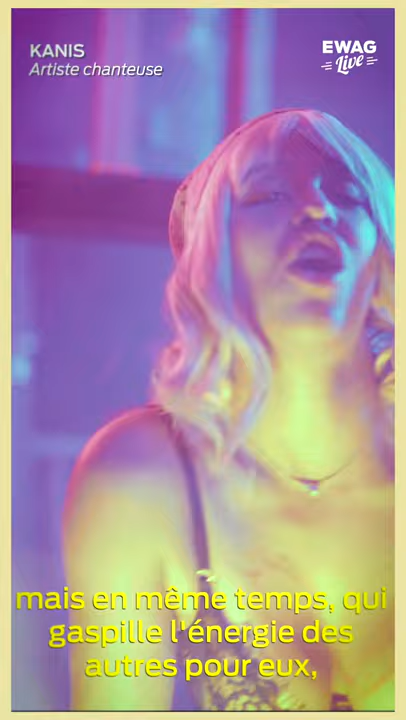 KANIS
Artiste chanteuse
EWAG
Live
mais en même temps, qui
gaspille l'énergie des
autres pour eux,